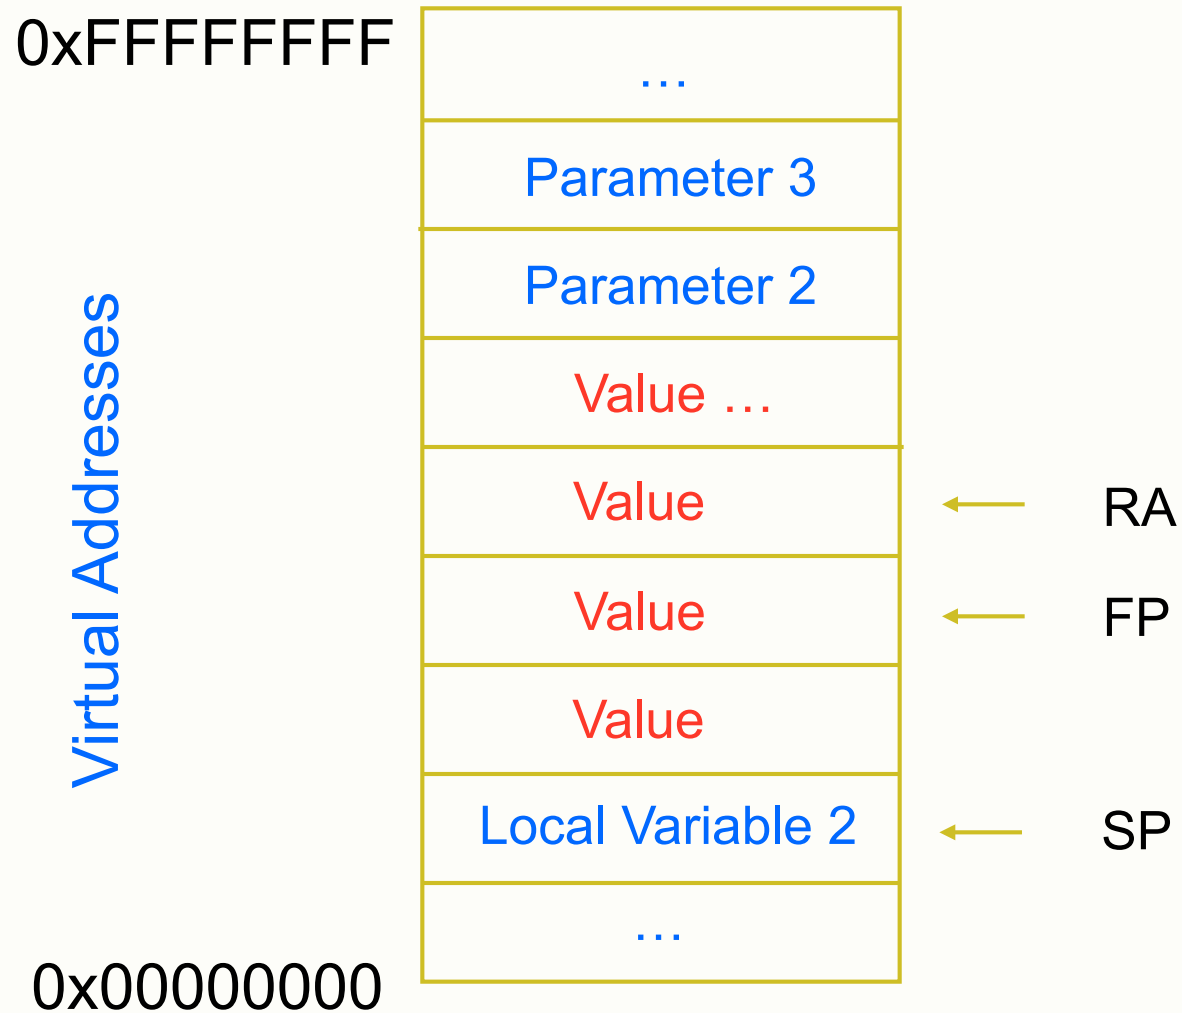 0xFFFFFFFF
…
Parameter 3
Parameter 2
Value …
Value
RA
Value
FP
Value
Local Variable 2
SP
…
0x00000000
Virtual Addresses